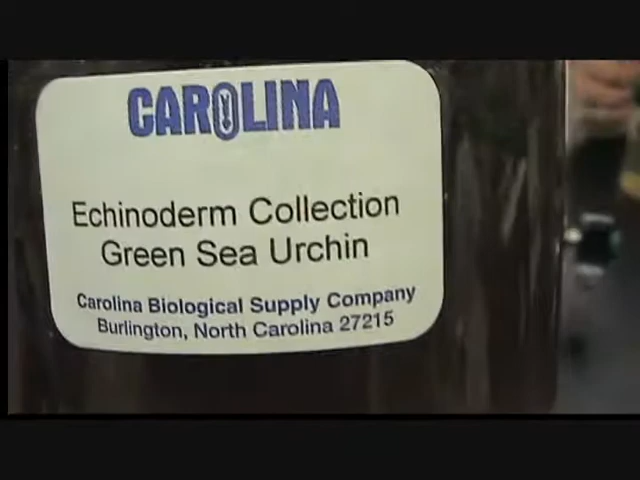 CAROLINA
Echinoderm Collection
Green Sea Urchin
Carolina Biological Supply Company
Burlington, North Carolina 27215